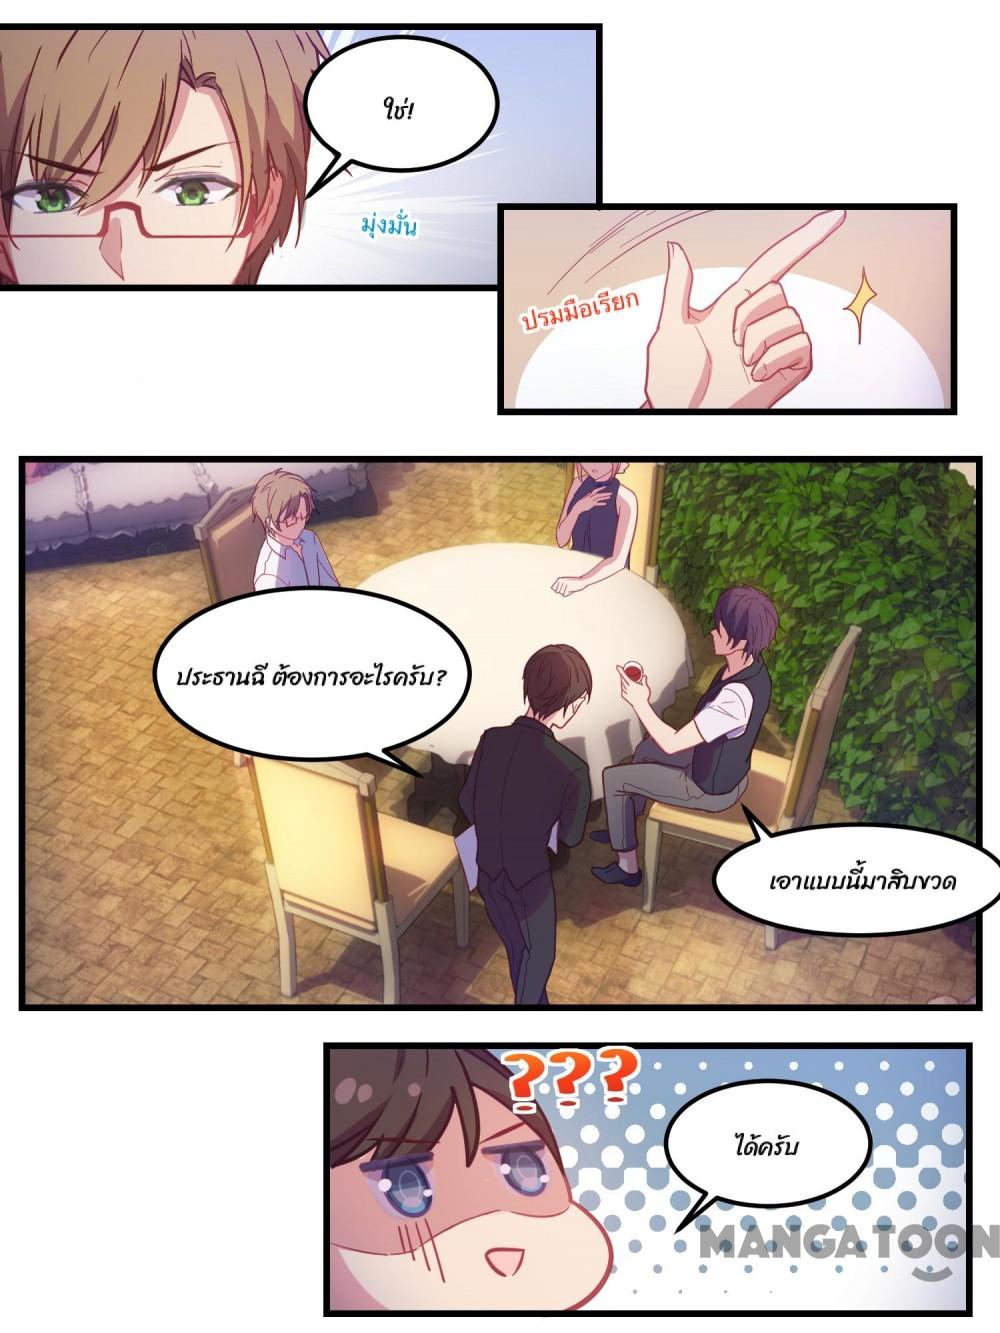 ใช่!
มุ่งมั่น
ปรมมือเรียก
ประธานฉี ต้องการอะไรครับ?
เอาแบบนี้มาสิบขวด
???
ได้ครับ
MANGATOON